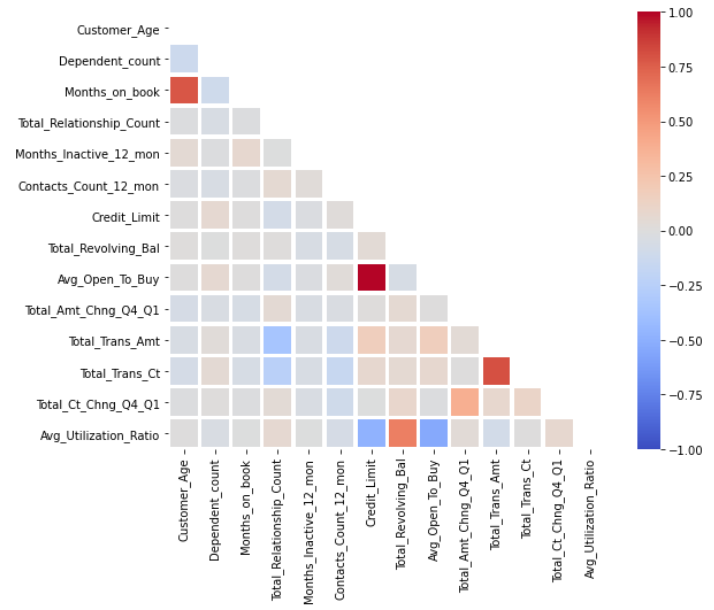 Customer_Age
Dependent_count
Months_on_book
Total_Relationship_Count
Months_Inactive_12_mon
Contacts_Count_12_mon
Credit_Limit
Total_Revolving_Bal
Avg_Open_To_Buy
Total_Amt_Chng_Q4_Q1
Total_Trans_Amt
Total_Trans_Ct
Total_Ct_Chng_Q4_Q1
Avg_Utilization_Ratio
Customer_Age
Dependent_count
Months_on_book
Total_Relationship_Count
Months_Inactive_12_mon
Contacts_Count_12_mon
Credit_Limit
Total_Revolving_Bal
Avg_Open_To_Buy
Total_Amt_Chng_Q4_Q1
Total_Trans_Amt
Total_Trans_Ct
Total_Ct_Chng_Q4_Q1
Avg_Utilization_Ratio
1.00
0.75
0.50
0.25
0.00
−0.25
−0.50
−0.75
−1.00